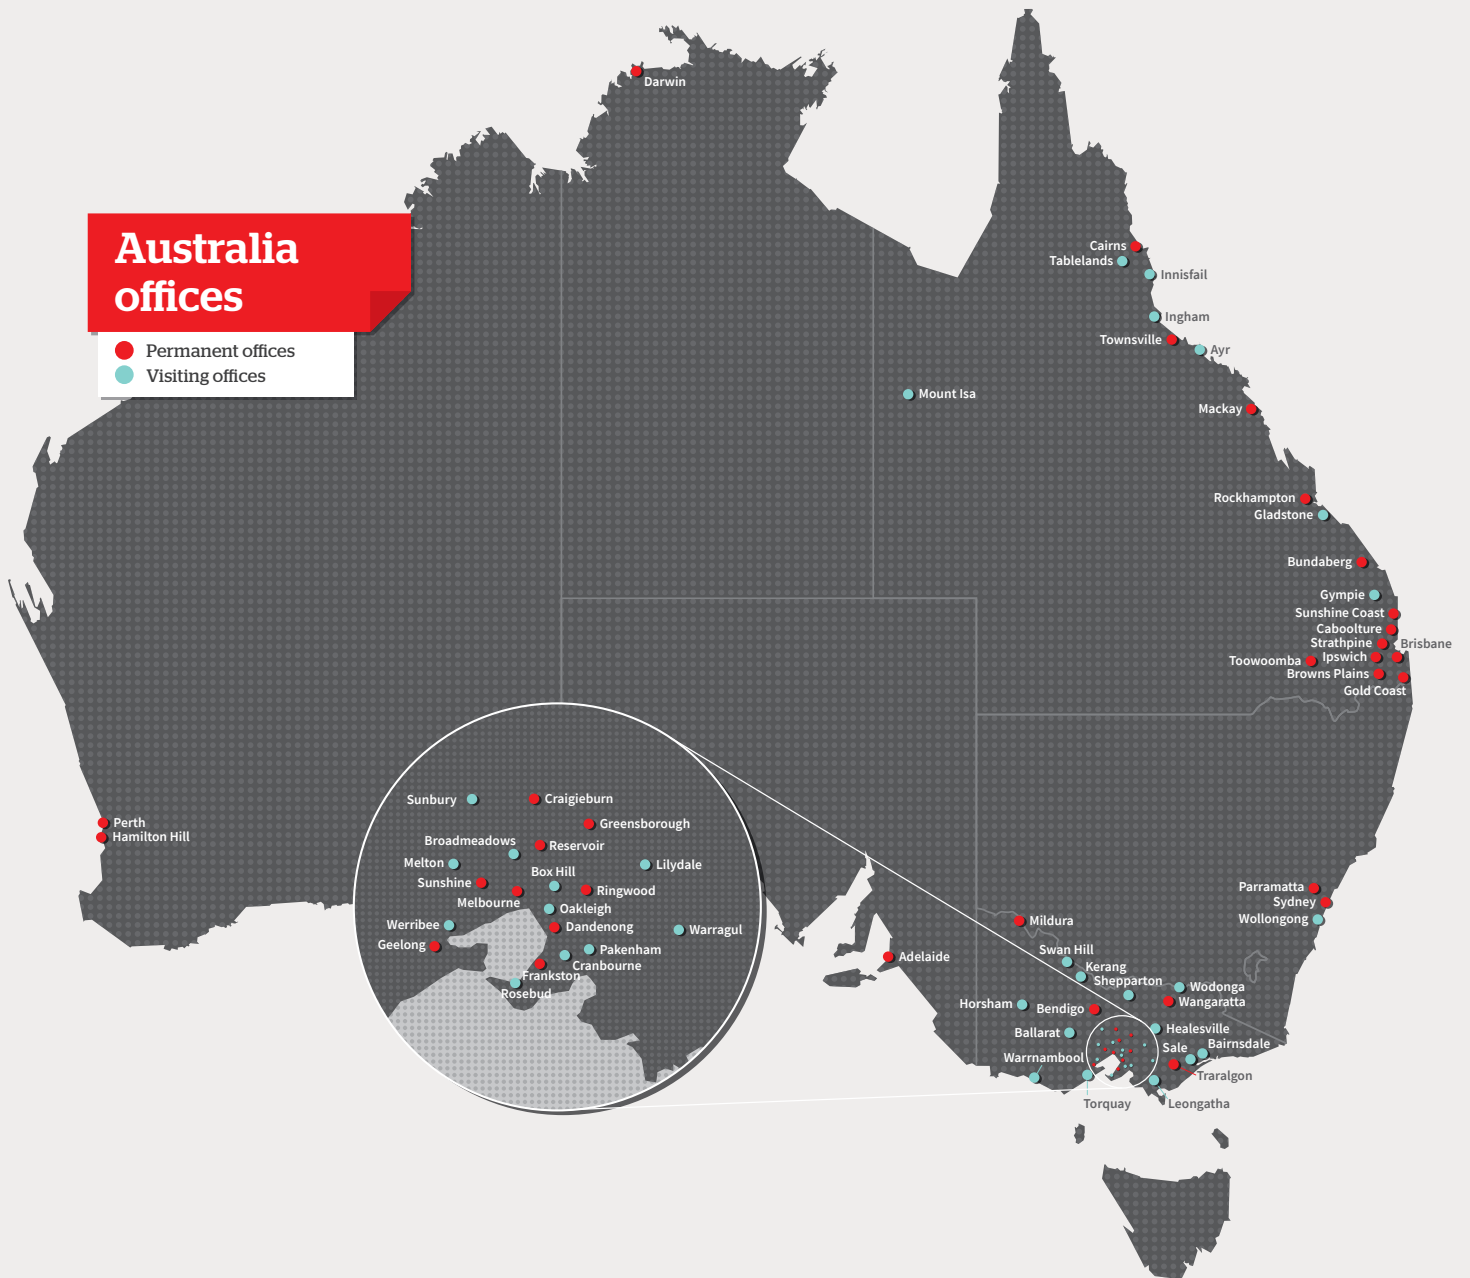 Australia
offices
Permanent offices
Visiting offices
Darwin
Cairns
Tablelands
Innisfail
Ingham
Townsville
Ayr
Mount Isa
Mackay
Rockhampton
Gladstone
Bundaberg
Gympie
Sunshine Coast
Caboolture
Strathpine
Brisbane
Ipswich
Toowoomba
Browns Plains
Gold Coast
Perth
Hamilton Hill
Sunbury
Craigieburn
Greensborough
Broadmeadows
Reservoir
Melton
Lilydale
Box Hill
Sunshine
Ringwood
Melbourne
Oakleigh
Werribee
Dandenong
Warragul
Geelong
Pakenham
Cranbourne
Frankston
Rosebud
Parramatta
Sydney
Wollongong
Mildura
Adelaide
Swan Hill
Kerang
Shepparton
Wodonga
Wangaratta
Horsham
Bendigo
Ballarat
Healesville
Bairnsdale
Sale
Warrnambool
Traralgon
Torquay
Leongatha